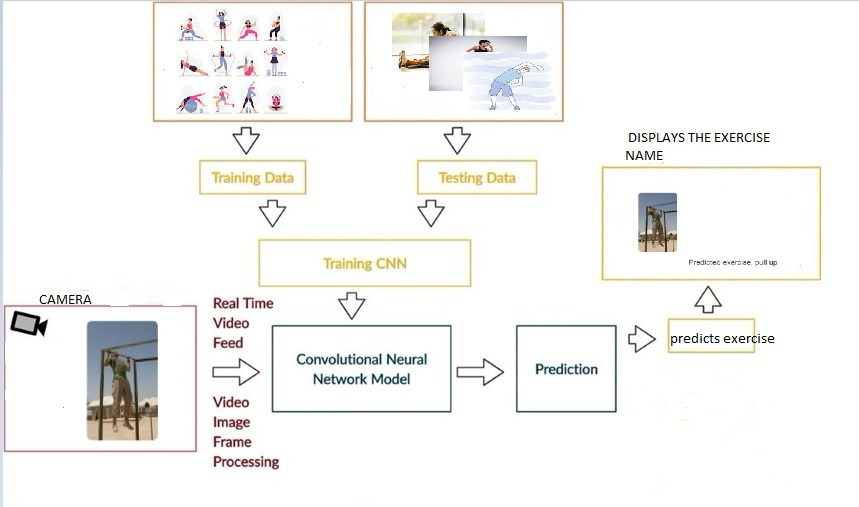 DISPLAYS THE EXERCISE
NAME
Training Data
Testing Data
Training CNN
Predicted exercise: pull up
CAMERA
Real Time
Video
Feed
Convolutional Neural
Network Model
Prediction
predicts exercise
Video
Image
Frame
Processing